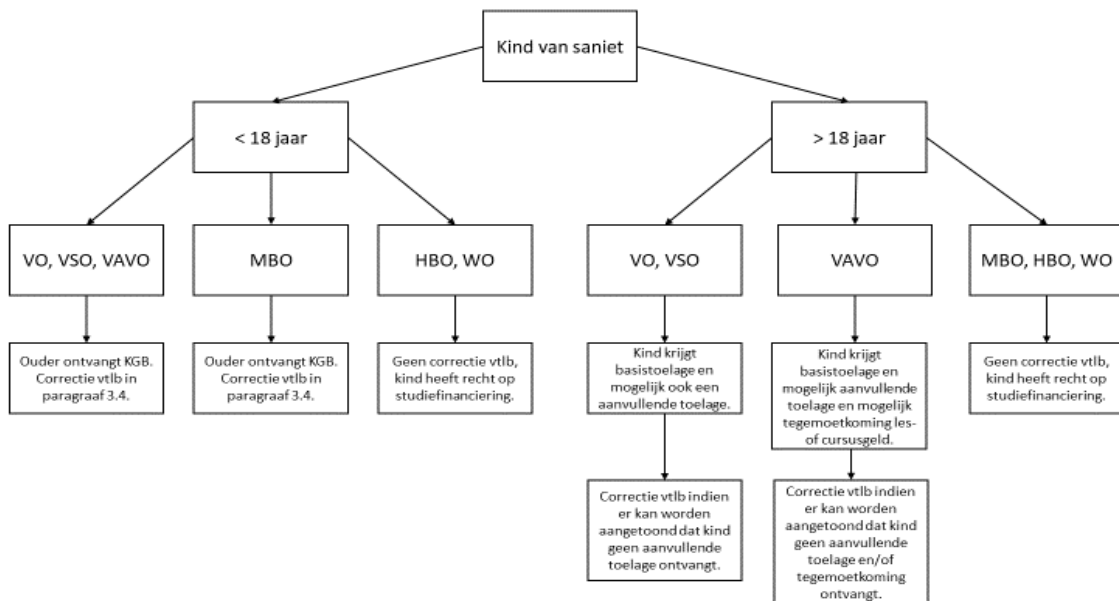 Kind van saniet
< 18 jaar
> 18 jaar
VO, VSO, VAVO
MBO
HBO, WO
VO, VSO
VAVO
MBO, HBO, WO
Ouder ontvangt KGB.
Correctie vtlb in
paragraaf 3.4.
Ouder ontvangt KGB.
Correctie vtlb in
paragraaf 3.4.
Geen correctie vtlb,
kind heeft recht op
studiefinanciering.
Kind krijgt
basistoelage en
mogelijk ook een
aanvullende toelage.
Kind krijgt
basistoelage en
mogelijk aanvullende
toelage en mogelijk
tegemoetkoming les-
of cursusgeld.
Geen correctie vtlb,
kind heeft recht op
studiefinanciering.
Correctie vtlb indien
er kan worden
aangetoond dat kind
geen aanvullende
toelage ontvangt.
Correctie vtlb indien
er kan worden
aangetoond dat kind
geen aanvullende
toelage en/of
tegemoetkoming
ontvangt.